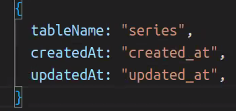 {
tableName: "series",
createdAt: "created_at",
updatedAt: "updated_at",
}